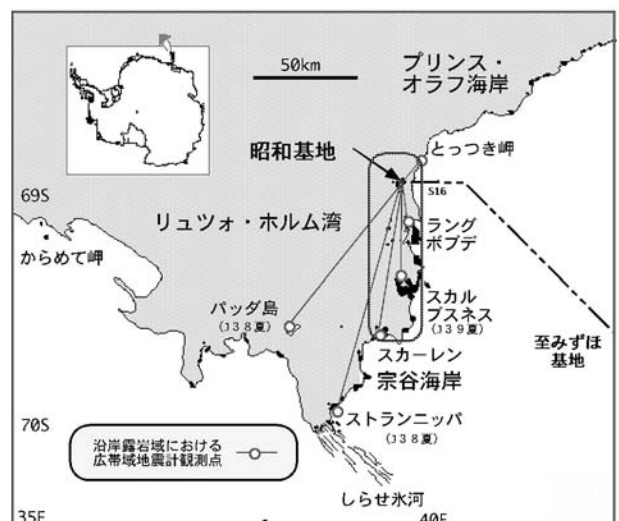 50km
プリンス・
オラフ海岸
昭和基地
とっつき岬
S16
69S
リュツォ・ホルム湾
ラング
ボブデ
からめて岬
パッダ島
(J38夏)
スカル
ブスネス
(J39夏)
至みずほ
基地
スカーレン
宗谷海岸
70S
ストランニッパ
(J38夏)
沿岸露岩域における
広帯域地震計観測点
しらせ氷河
35E
40E